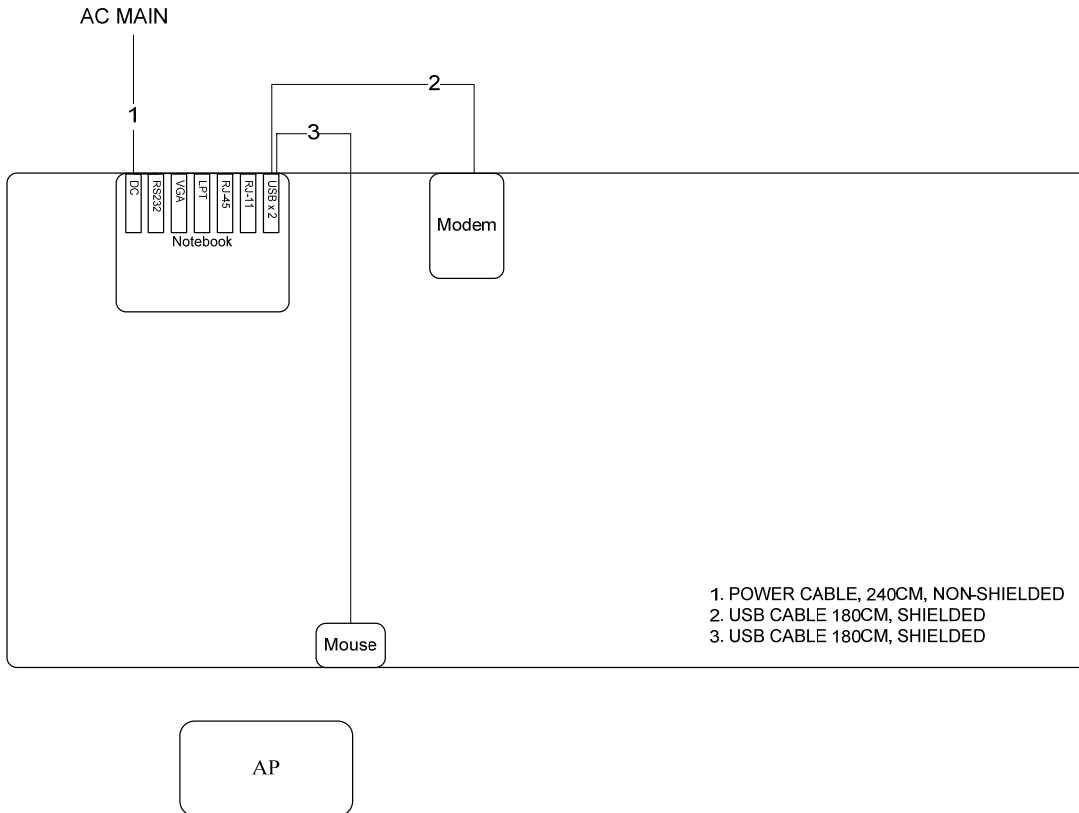 AC MAIN
2
1
3
DC
RS232
VGA
LPT
RJ-45
RJ-11
USB x 2
Notebook
Modem
1. POWER CABLE, 240CM, NON-SHIELDED
2. USB CABLE 180CM, SHIELDED
3. USB CABLE 180CM, SHIELDED
Mouse
AP